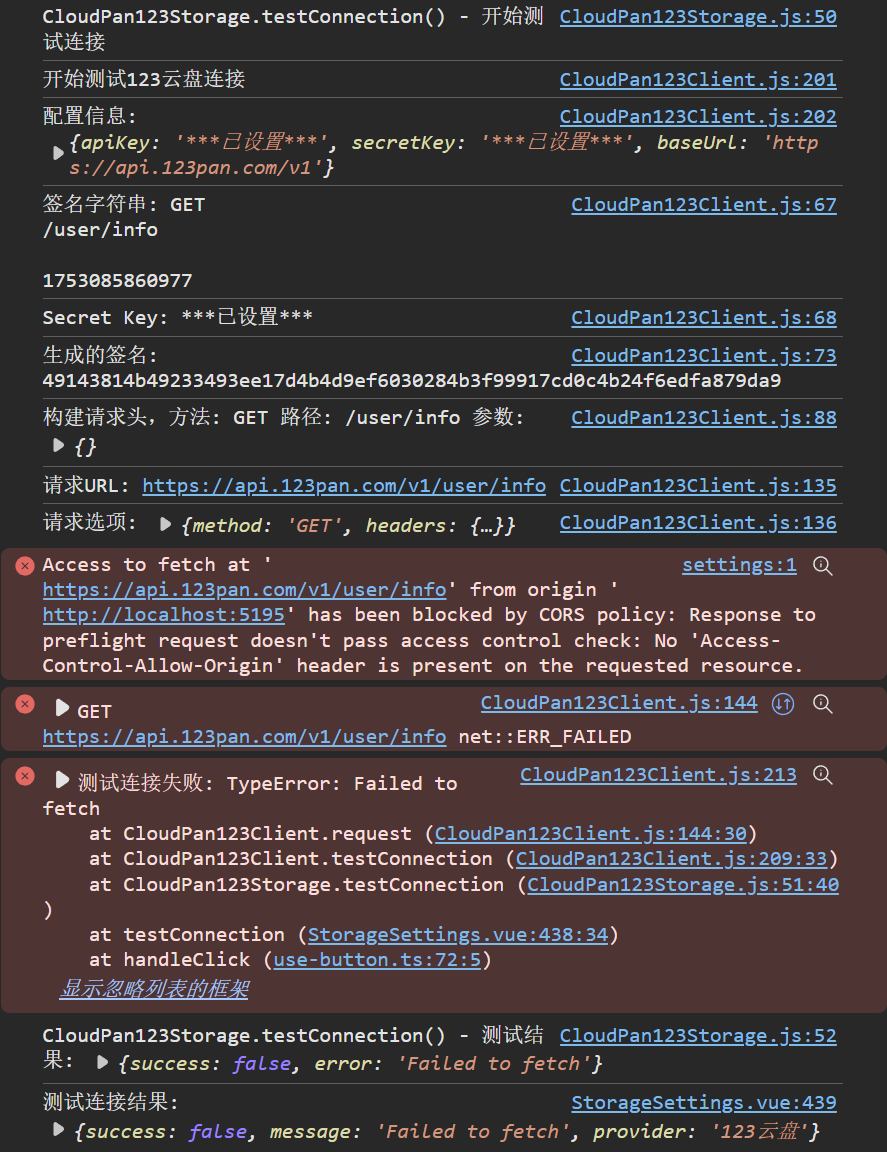 CloudPan123Storage.testConnection() - 开始测 CloudPan123Storage.js:50
试连接
开始测试123云盘连接 CloudPan123Client.js:201
配置信息: CloudPan123Client.js:202
{apiKey: '***已设置***', secretKey: '***已设置***', baseUrl: 'http
s://api.123pan.com/v1'}
签名字符串: GET CloudPan123Client.js:67
/user/info
1753085860977
Secret Key: ***已设置*** CloudPan123Client.js:68
生成的签名: CloudPan123Client.js:73
49143814b49233493ee17d4b4d9ef6030284b3f99917cd0c4b24f6edfa879da9
构建请求头，方法: GET 路径: /user/info 参数: CloudPan123Client.js:88
{}
请求URL: https://api.123pan.com/v1/user/info CloudPan123Client.js:135
请求选项: {method: 'GET', headers: {…}} CloudPan123Client.js:136
Access to fetch at ' settings:1
https://api.123pan.com/v1/user/info' from origin '
http://localhost:5195' has been blocked by CORS policy: Response to
preflight request doesn't pass access control check: No 'Access-
Control-Allow-Origin' header is present on the requested resource.
GET CloudPan123Client.js:144
https://api.123pan.com/v1/user/info net::ERR_FAILED
测试连接失败: TypeError: Failed to CloudPan123Client.js:213
fetch
at CloudPan123Client.request (CloudPan123Client.js:144:30)
at CloudPan123Client.testConnection (CloudPan123Client.js:209:33)
at CloudPan123Storage.testConnection (CloudPan123Storage.js:51:40
)
at testConnection (StorageSettings.vue:438:34)
at handleClick (use-button.ts:72:5)
显示忽略列表的框架
CloudPan123Storage.testConnection() - 测试结 CloudPan123Storage.js:52
果: {success: false, error: 'Failed to fetch'}
测试连接结果: StorageSettings.vue:439
{success: false, message: 'Failed to fetch', provider: '123云盘'}